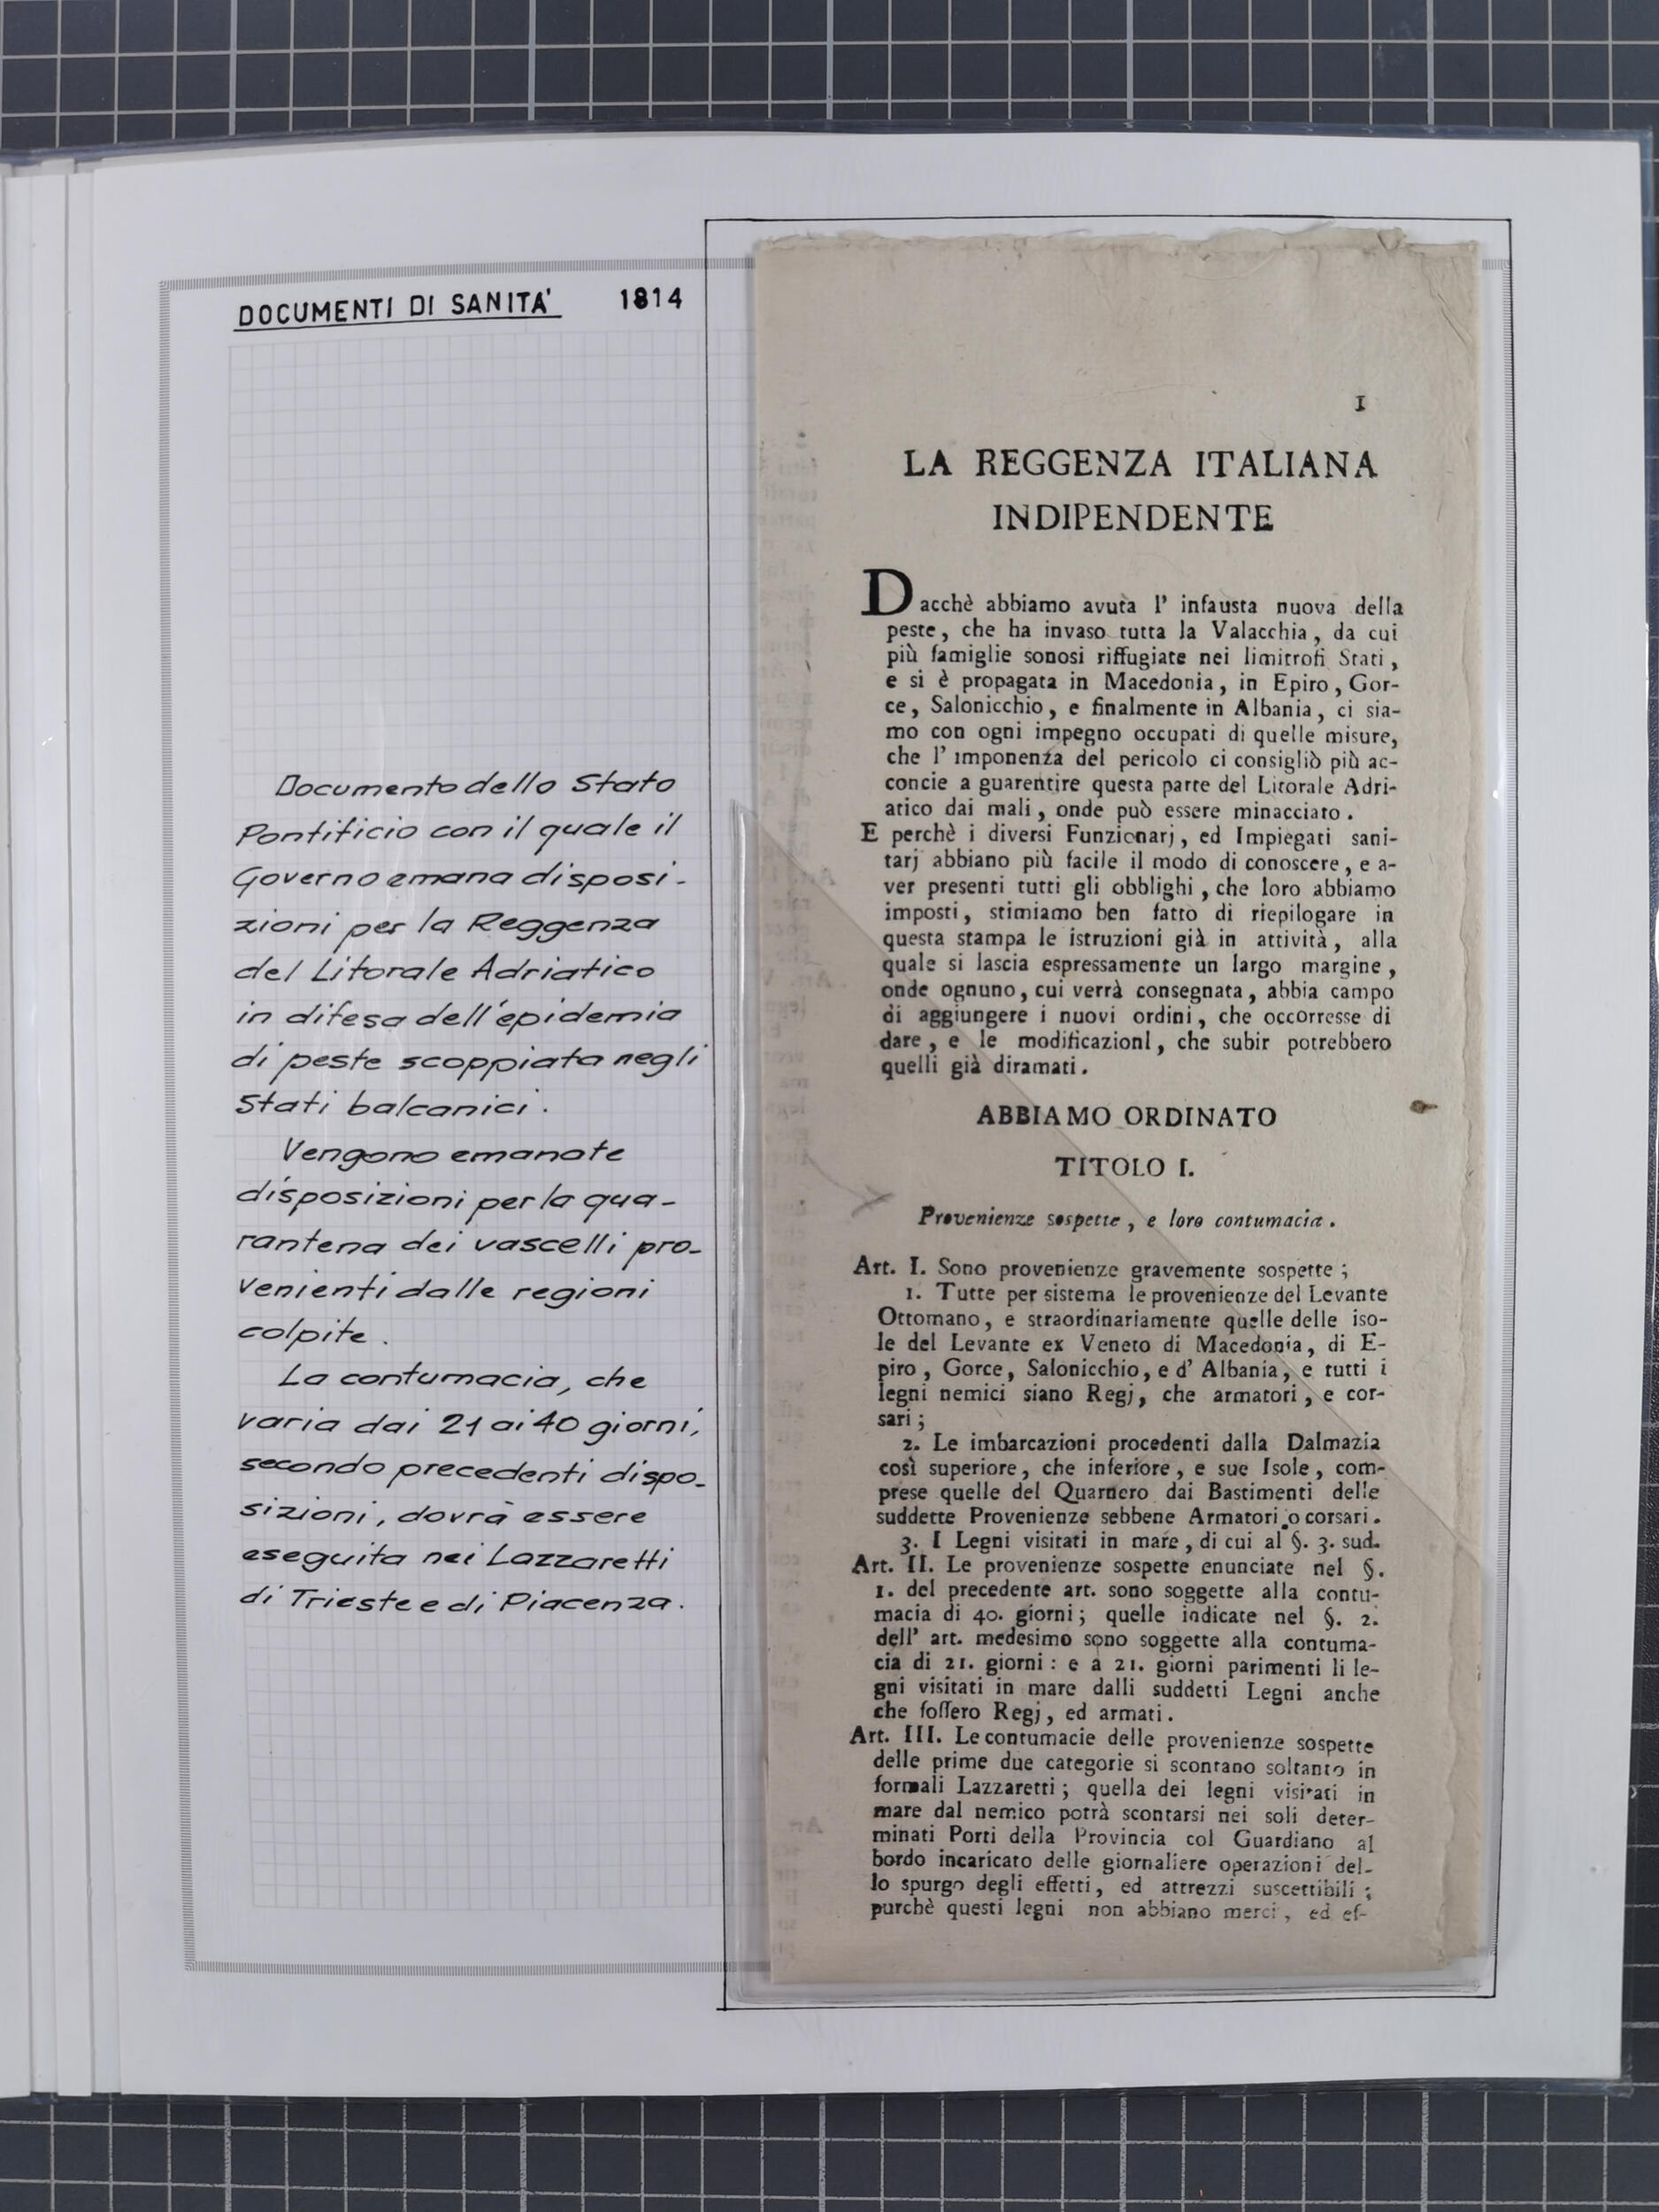 DOCUMENTI DI SANITA' 1814
Documento dello Stato
Pontificio con il quale il
Governo emana disposi-
zioni per la Reggenza
del Litorale Adriatico
in difesa dell'epidemia
di peste scoppiata negli
Stati balcanici.
Vengono emanate
disposizioni per la qua-
rantena dei vascelli pro-
venienti dalle regioni
colpite.
La contumacia, che
varia dai 21 ai 40 giorni,
secondo precedenti dispo-
sizioni, dovrà essere
eseguita nei Lazzaretti
di Trieste e di Piacenza.
1
LA REGGENZA ITALIANA
INDIPENDENTE
Dacchè abbiamo avuta l' infausta nuova della
peste, che ha invaso tutta la Valacchia, da cui
più famiglie sonosi riffugiate nei limitrofi Stati,
e si è propagata in Macedonia, in Epiro, Gor-
ce, Salonicchio, e finalmente in Albania, ci sia-
mo con ogni impegno occupati di quelle misure,
che l' imponenza del pericolo ci consigliò più ac-
concie a guarentire questa parte del Litorale Adri-
atico dai mali, onde può essere minacciato.
E perchè i diversi Funzionarj, ed Impiegati sani-
tarj abbiano più facile il modo di conoscere, e a-
ver presenti tutti gli obblighi, che loro abbiamo
imposti, stimiamo ben fatto di riepilogare in
questa stampa le istruzioni già in attività, alla
quale si lascia espressamente un largo margine,
onde ognuno, cui verrà consegnata, abbia campo
di aggiungere i nuovi ordini, che occorresse di
dare, e le modificazionl, che subir potrebbero
quelli già diramati.
ABBIAMO ORDINATO
TITOLO I.
Provenienze sospette, e loro contumacia.
Art. I. Sono provenienze gravemente sospette;
1. Tutte per sistema le provenienze del Levante
Ottomano, e straordinariamente quelle delle iso-
le del Levante ex Veneto di Macedonia, di E-
piro, Gorce, Salonicchio, e d' Albania, e tutti i
legni nemici siano Regj, che armatori, e cor-
sari;
2. Le imbarcazioni procedenti dalla Dalmazia
così superiore, che inferiore, e sue Isole, com-
prese quelle del Quarnero dai Bastimenti delle
suddette Provenienze sebbene Armatori o corsari.
3. I Legni visitati in mare, di cui al §. 3. sud.
Art. II. Le provenienze sospette enunciate nel §.
1. del precedente art. sono soggette alla contu-
macia di 40. giorni; quelle indicate nel §. 2.
dell' art. medesimo sono soggette alla contuma-
cia di 21. giorni: e a 21. giorni parimenti li le-
gni visitati in mare dalli suddetti Legni anche
che fossero Regj, ed armati.
Art. III. Le contumacie delle provenienze sospette
delle prime due categorie si scontano soltanto in
formali Lazzaretti; quella dei legni visitati in
mare dal nemico potrà scontarsi nei soli deter-
minati Porti della Provincia col Guardiano al
bordo incaricato delle giornaliere operazioni del-
lo spurgo degli effetti, ed attrezzi suscettibili;
purchè questi legni non abbiano merci, ed ef-